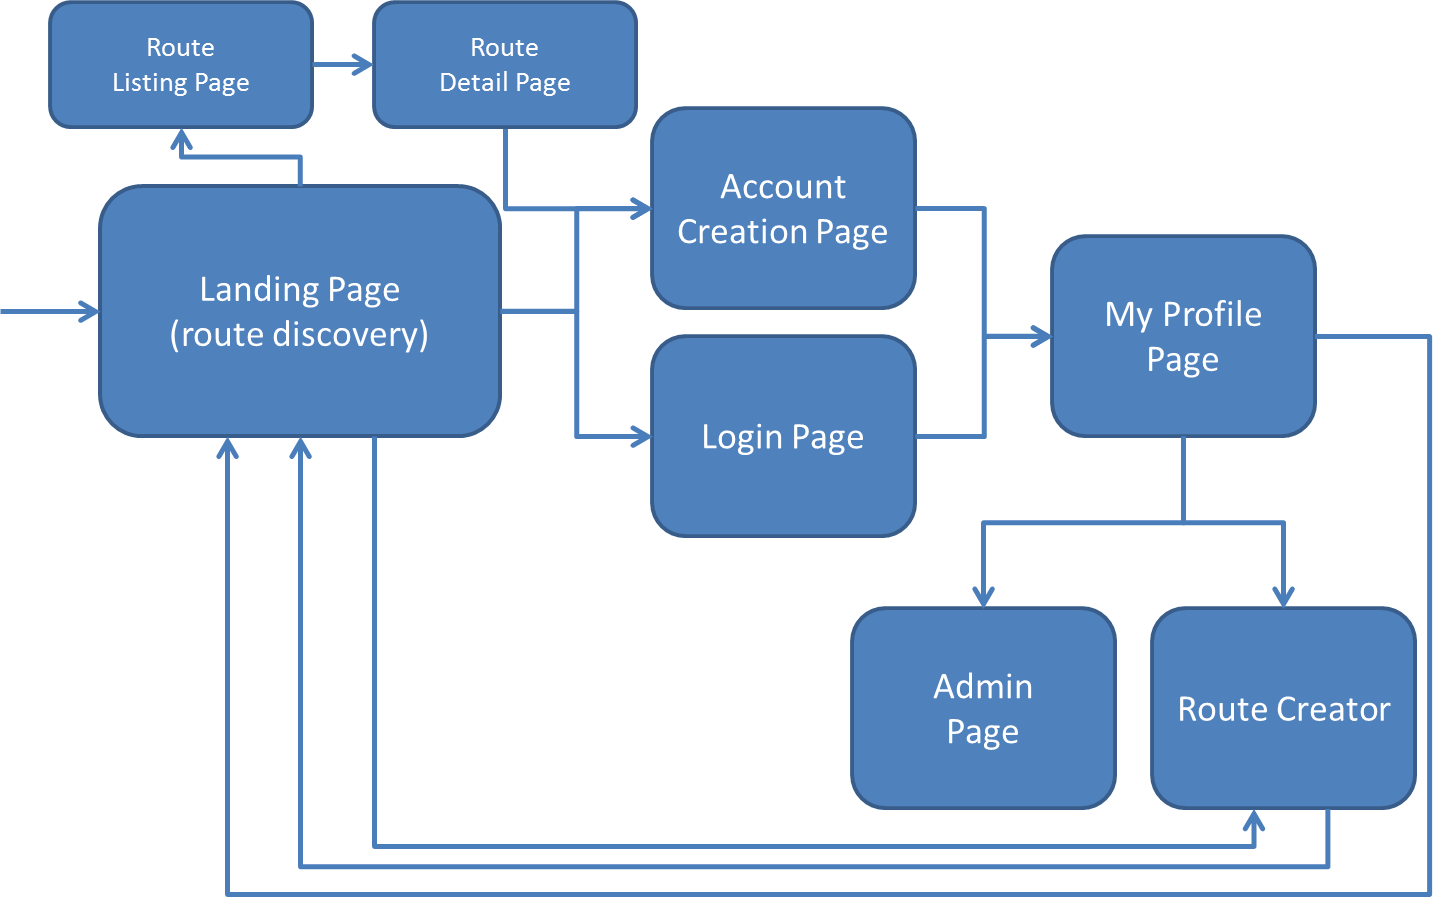 Route
Listing Page
Route
Detail Page
Account
Creation Page
Landing Page
(route discovery)
My Profile
Page
Login Page
Admin
Page
Route Creator